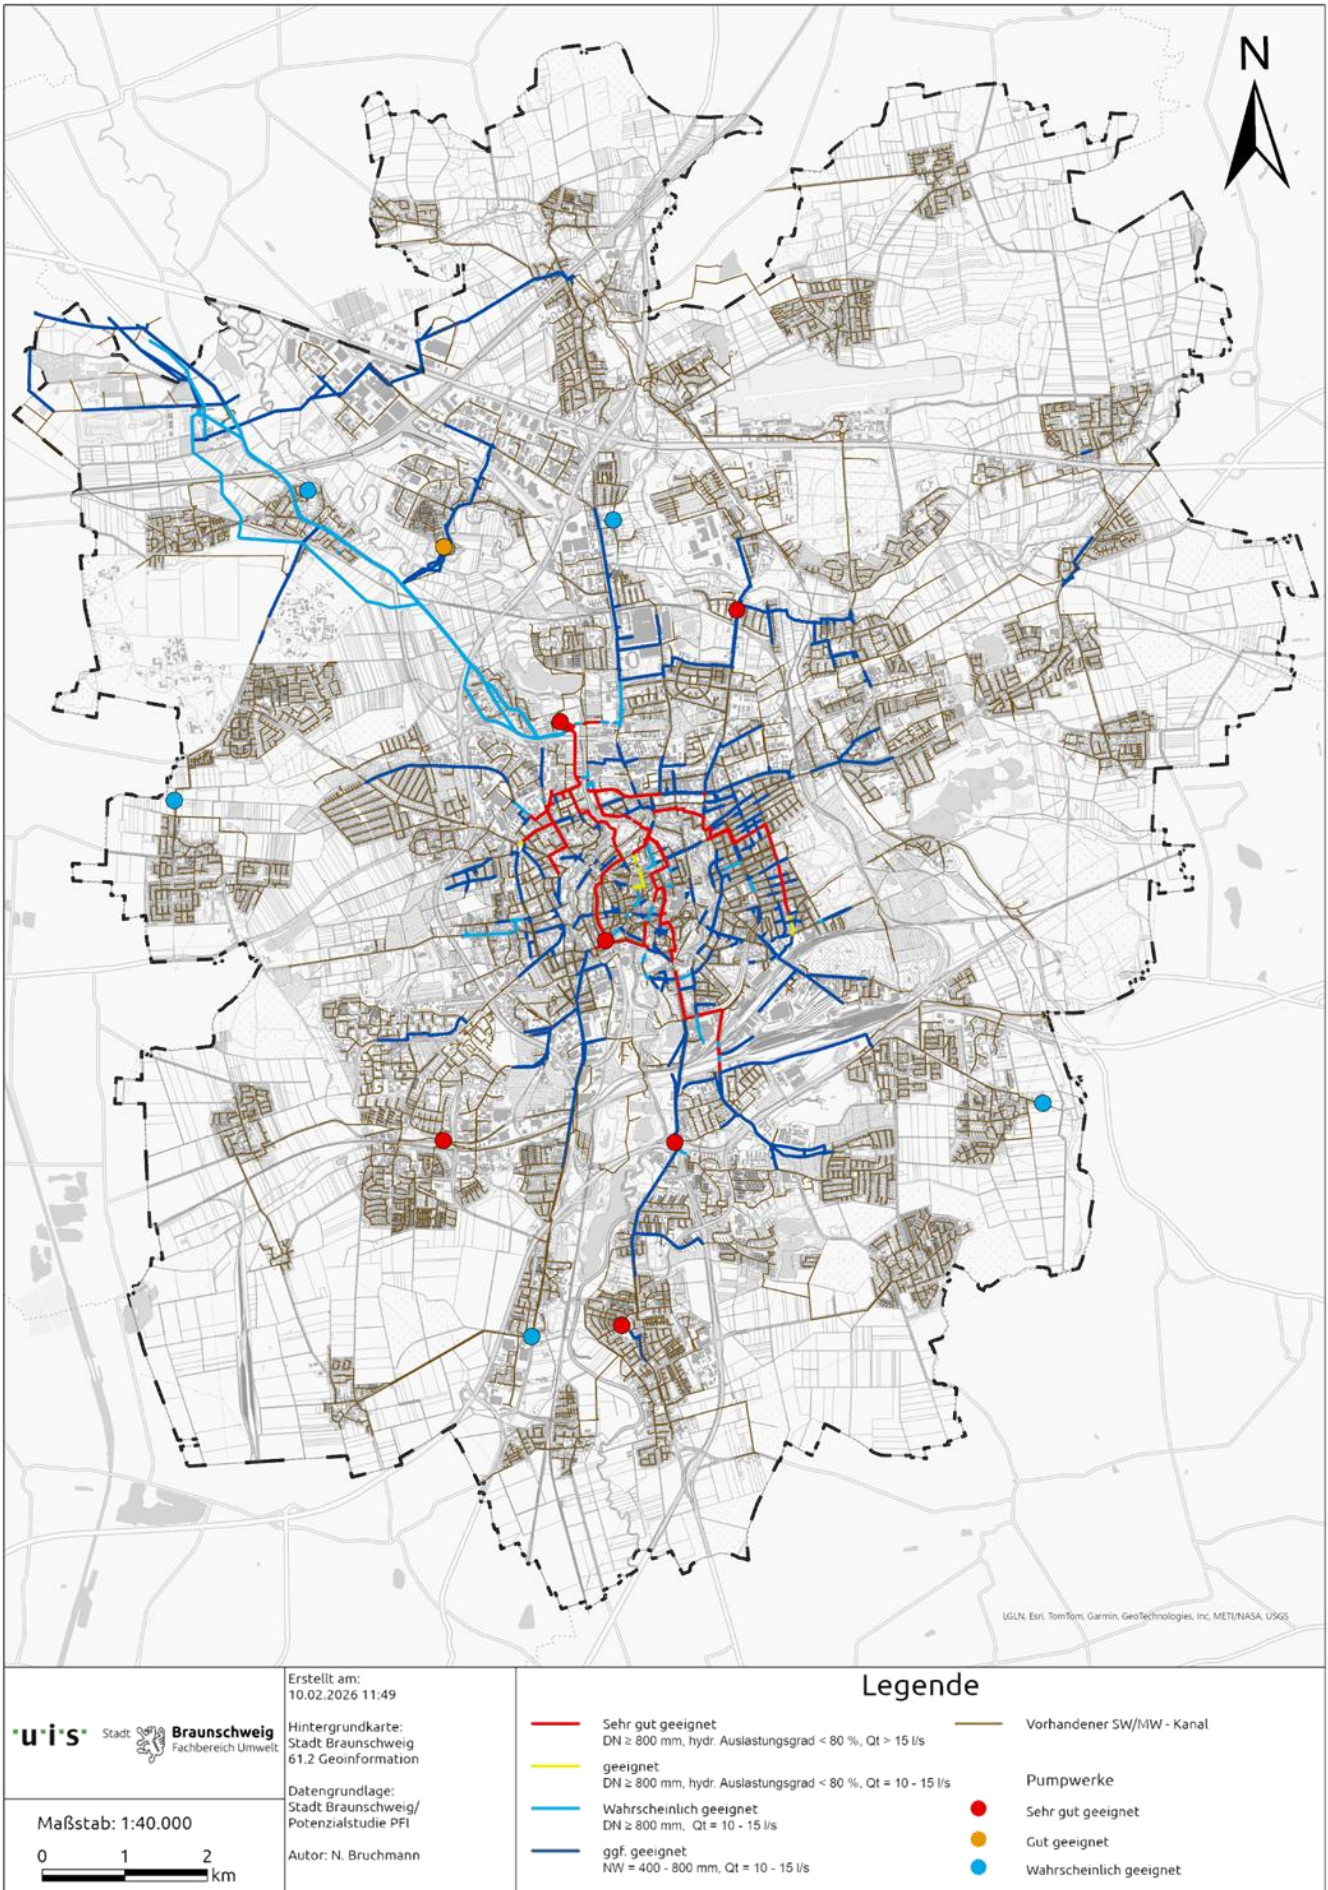 N
LGLN, Esri, TomTom, Garmin, GeoTechnologies, Inc, METI/NASA, USGS
u·i·s
Stadt Braunschweig
Fachbereich Umwelt
Maßstab: 1:40.000
0 1 2
km
Erstellt am:
10.02.2026 11:49
Hintergrundkarte:
Stadt Braunschweig
61.2 Geoinformation
Datengrundlage:
Stadt Braunschweig/
Potenzialstudie PFI
Autor: N. Bruchmann
Legende
Sehr gut geeignet
DN ≥ 800 mm, hydr. Auslastungsgrad < 80 %, Qt > 15 l/s
geeignet
DN ≥ 800 mm, hydr. Auslastungsgrad < 80 %, Qt = 10 - 15 l/s
Wahrscheinlich geeignet
DN ≥ 800 mm, Qt = 10 - 15 l/s
ggf. geeignet
NW = 400 - 800 mm, Qt = 10 - 15 l/s
Vorhandener SW/MW - Kanal
Pumpwerke
Sehr gut geeignet
Gut geeignet
Wahrscheinlich geeignet